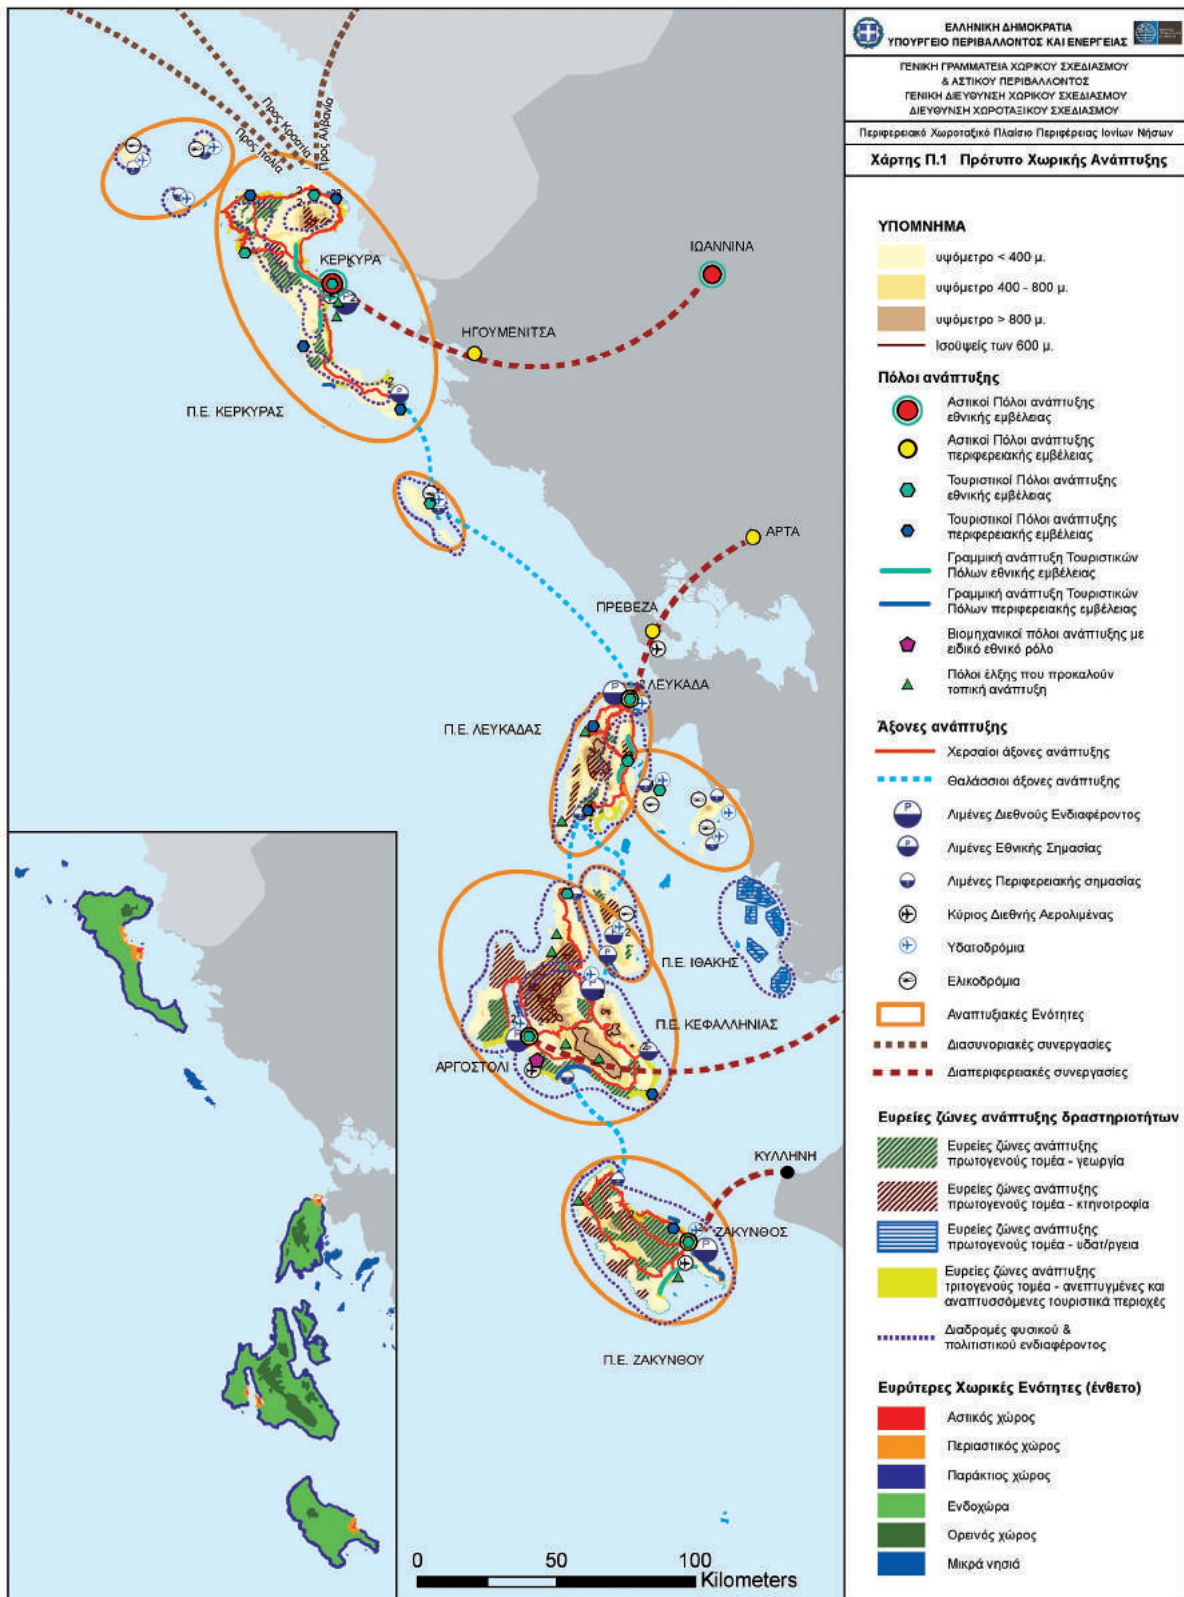 ΕΛΛΗΝΙΚΗ ΔΗΜΟΚΡΑΤΙΑ
ΥΠΟΥΡΓΕΙΟ ΠΕΡΙΒΑΛΛΟΝΤΟΣ ΚΑΙ ΕΝΕΡΓΕΙΑΣ
ΓΕΝΙΚΗ ΓΡΑΜΜΑΤΕΙΑ ΧΩΡΙΚΟΥ ΣΧΕΔΙΑΣΜΟΥ
& ΑΣΤΙΚΟΥ ΠΕΡΙΒΑΛΛΟΝΤΟΣ
ΓΕΝΙΚΗ ΔΙΕΥΘΥΝΣΗ ΧΩΡΙΚΟΥ ΣΧΕΔΙΑΣΜΟΥ
ΔΙΕΥΘΥΝΣΗ ΧΩΡΟΤΑΞΙΚΟΥ ΣΧΕΔΙΑΣΜΟΥ
Περιφερειακό Χωροταξικό Πλαίσιο Περιφέρειας Ιονίων Νήσων
Χάρτης Π.1 Πρότυπο Χωρικής Ανάπτυξης
ΥΠΟΜΝΗΜΑ
υψόμετρο < 400 μ.
υψόμετρο 400 - 800 μ.
υψόμετρο > 800 μ.
Ισοϋψείς των 600 μ.
Πόλοι ανάπτυξης
Αστικοί Πόλοι ανάπτυξης
εθνικής εμβέλειας
Αστικοί Πόλοι ανάπτυξης
περιφερειακής εμβέλειας
Τουριστικοί Πόλοι ανάπτυξης
εθνικής εμβέλειας
Τουριστικοί Πόλοι ανάπτυξης
περιφερειακής εμβέλειας
Γραμμική ανάπτυξη Τουριστικών
Πόλων εθνικής εμβέλειας
Γραμμική ανάπτυξη Τουριστικών
Πόλων περιφερειακής εμβέλειας
Βιομηχανικοί πόλοι ανάπτυξης με
ειδικό εθνικό ρόλο
Πόλοι έλξης που προκαλούν
τοπική ανάπτυξη
Άξονες ανάπτυξης
Χερσαίοι άξονες ανάπτυξης
Θαλάσσιοι άξονες ανάπτυξης
Λιμένες Διεθνούς Ενδιαφέροντος
Λιμένες Εθνικής Σημασίας
Λιμένες Περιφερειακής σημασίας
Κύριος Διεθνής Αερολιμένας
Υδατοδρόμια
Ελικοδρόμια
Αναπτυξιακές Ενότητες
Διασυνοριακές συνεργασίες
Διαπεριφερειακές συνεργασίες
Ευρείες ζώνες ανάπτυξης δραστηριοτήτων
Ευρείες ζώνες ανάπτυξης
πρωτογενούς τομέα - γεωργία
Ευρείες ζώνες ανάπτυξης
πρωτογενούς τομέα - κτηνοτροφία
Ευρείες ζώνες ανάπτυξης
πρωτογενούς τομέα - υδατ/ργεια
Ευρείες ζώνες ανάπτυξης
τριτογενούς τομέα - ανεπτυγμένες και
αναπτυσσόμενες τουριστικά περιοχές
Διαδρομές φυσικού &
πολιτιστικού ενδιαφέροντος
Ευρύτερες Χωρικές Ενότητες (ένθετο)
Αστικός χώρος
Περιαστικός χώρος
Παράκτιος χώρος
Ενδοχώρα
Ορεινός χώρος
Μικρά νησιά
Προς Ιταλία
Προς Κροατία
Προς Αλβανία
ΚΕΡΚΥΡΑ
ΙΩΑΝΝΙΝΑ
ΗΓΟΥΜΕΝΙΤΣΑ
Π.Ε. ΚΕΡΚΥΡΑΣ
ΑΡΤΑ
ΠΡΕΒΕΖΑ
ΛΕΥΚΑΔΑ
Π.Ε. ΛΕΥΚΑΔΑΣ
Π.Ε. ΙΘΑΚΗΣ
Π.Ε. ΚΕΦΑΛΛΗΝΙΑΣ
ΑΡΓΟΣΤΟΛΙ
ΚΥΛΛΗΝΗ
ΖΑΚΥΝΘΟΣ
Π.Ε. ΖΑΚΥΝΘΟΥ
0 50 100
Kilometers